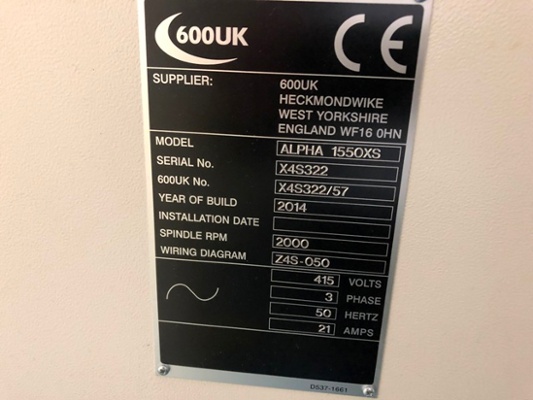 600UK CE
SUPPLIER: 600UK
HECKMONDWIKE
WEST YORKSHIRE
ENGLAND WF16 0HN
MODEL ALPHA 1550XS
SERIAL No. X4S322
600UK No. X4S322/57
YEAR OF BUILD 2014
INSTALLATION DATE
SPINDLE RPM 2000
WIRING DIAGRAM Z4S-050
415 VOLTS
3 PHASE
50 HERTZ
21 AMPS
D537-1661